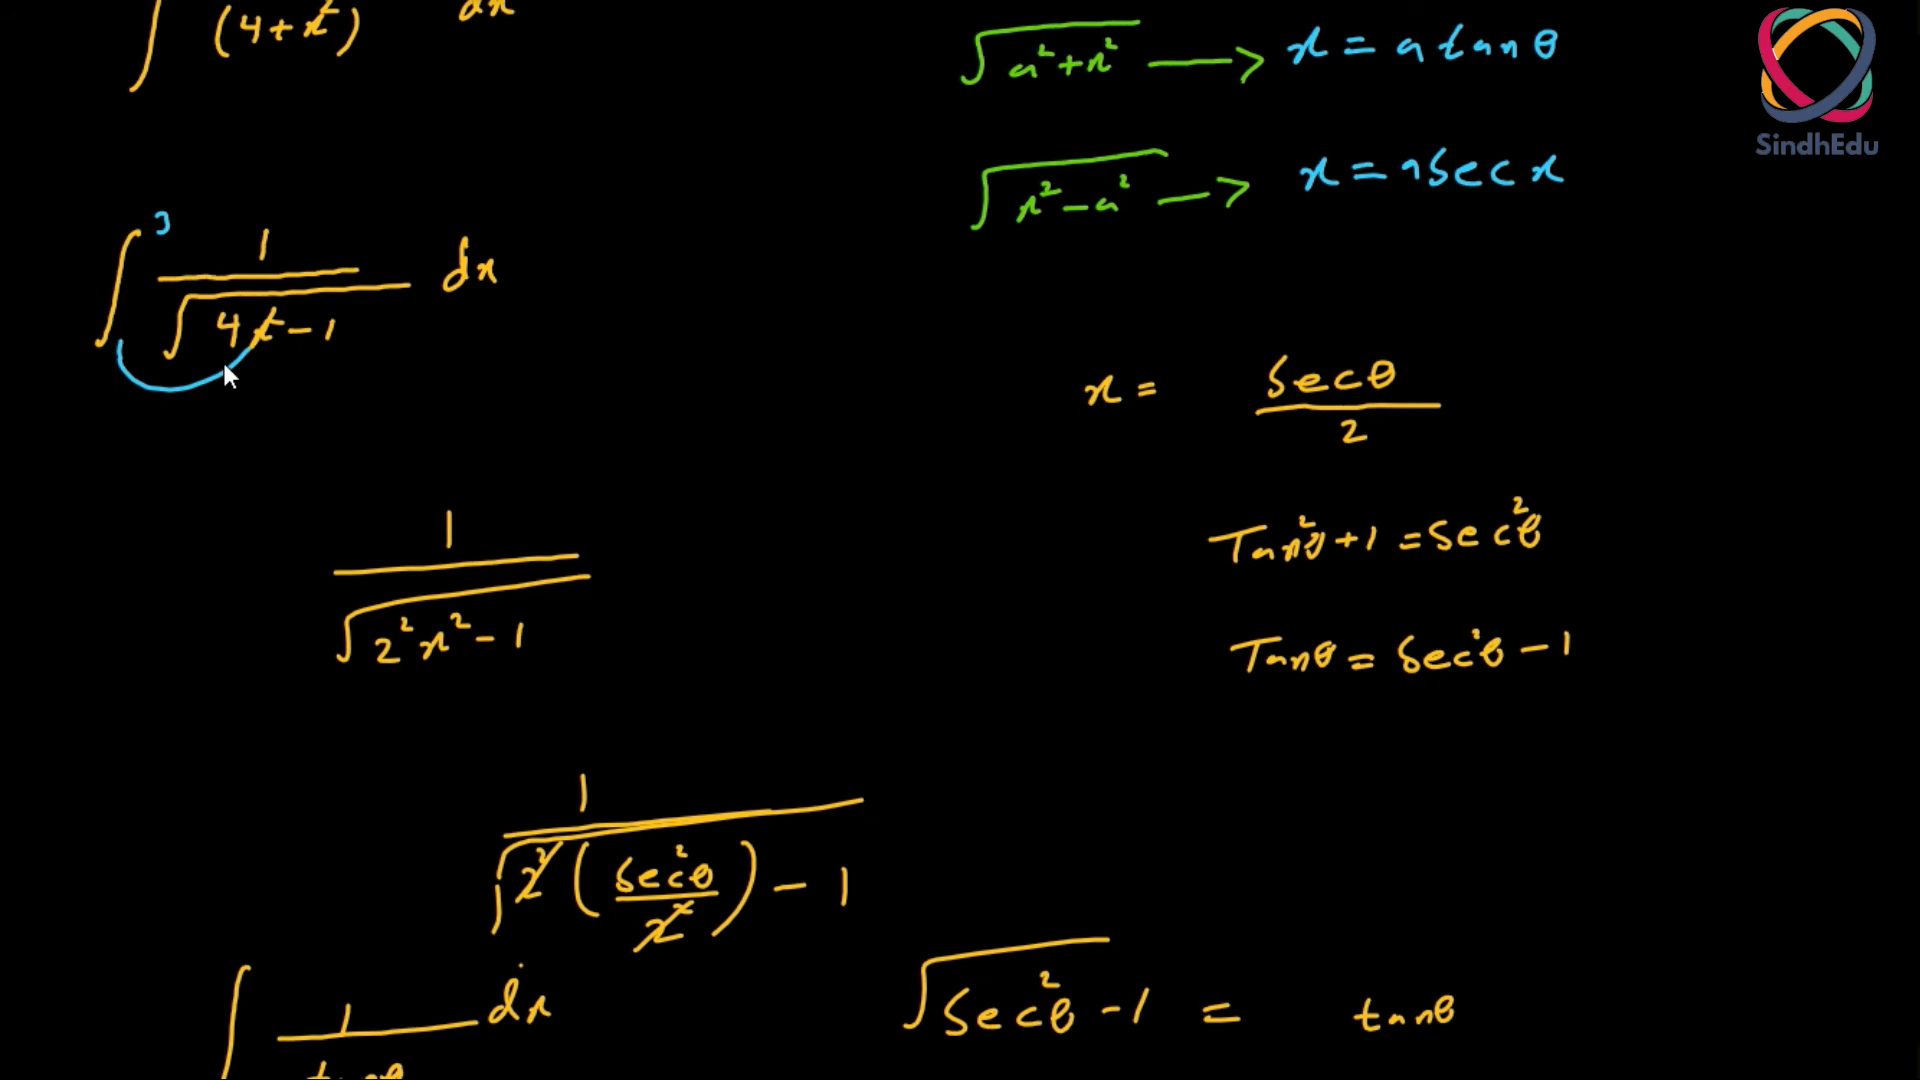 ∫ (4+x²) dx
√(a²+x²) → x = a tan θ
SindhEdu
√(x²-a²) → x = a sec x
∫ ³ 1 / √(4x²-1) dx
x = secθ / 2
1 / √(2²x²-1)
Tan²θ+1 = Sec²θ
Tanθ = Sec²θ - 1
1 / √(2²(Sec²θ / 2²) - 1)
∫ 1 / tanθ dx
√(Sec²θ - 1) = tanθ